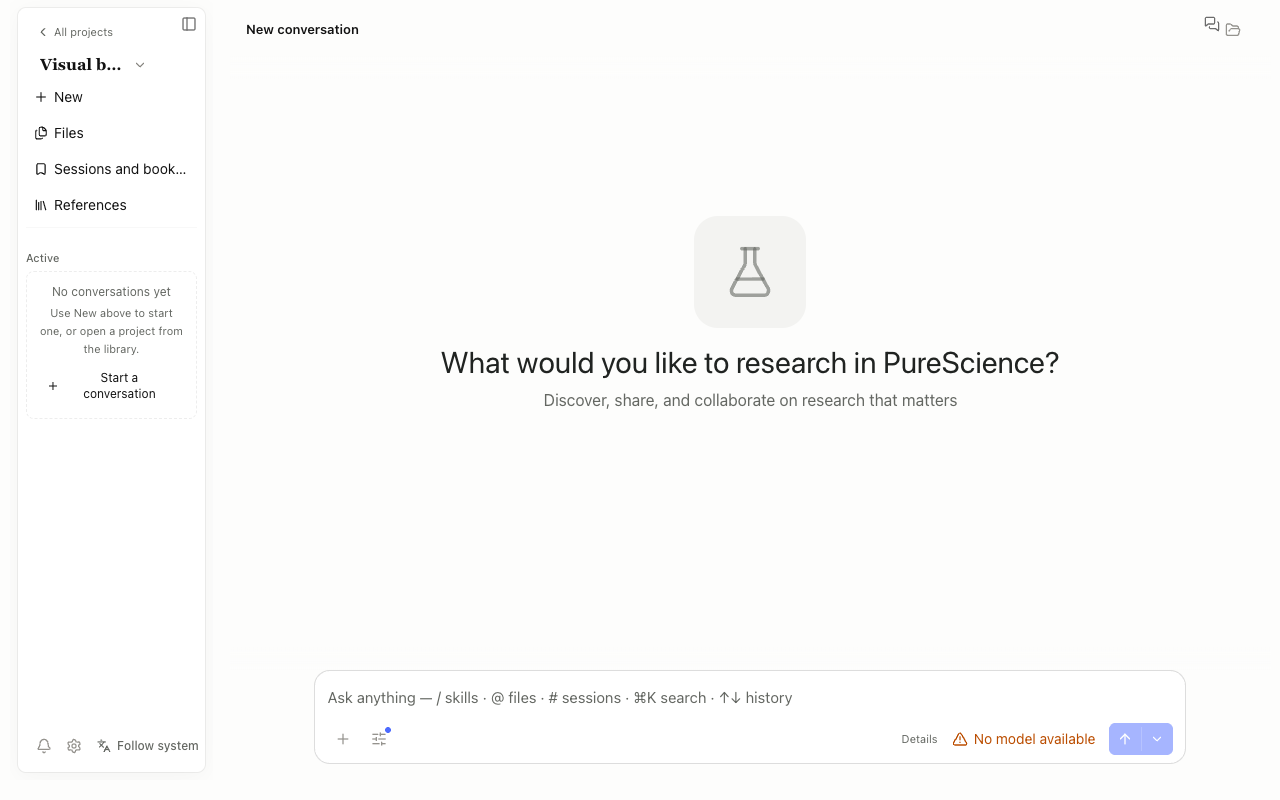 All projects
Visual b...
New
Files
Sessions and book...
References
Active
No conversations yet
Use New above to start
one, or open a project from
the library.
Start a
conversation
Follow system
New conversation
What would you like to research in PureScience?
Discover, share, and collaborate on research that matters
Ask anything — / skills · @ files · # sessions · ⌘K search · ↑↓ history
Details
No model available